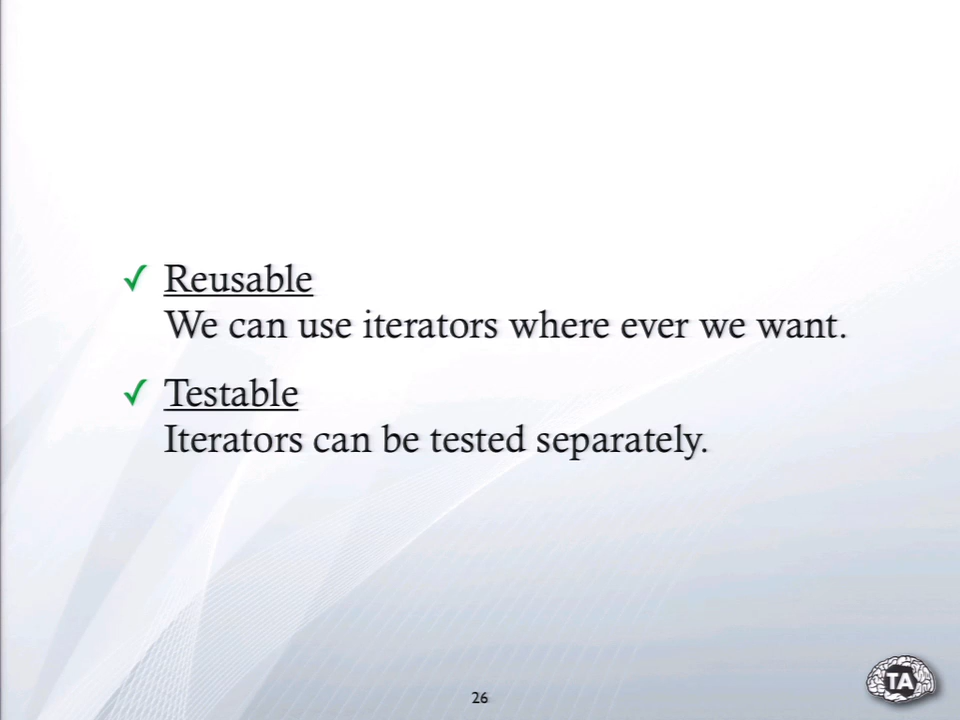 ✓ Reusable
We can use iterators where ever we want.
✓ Testable
Iterators can be tested separately.
26
TA